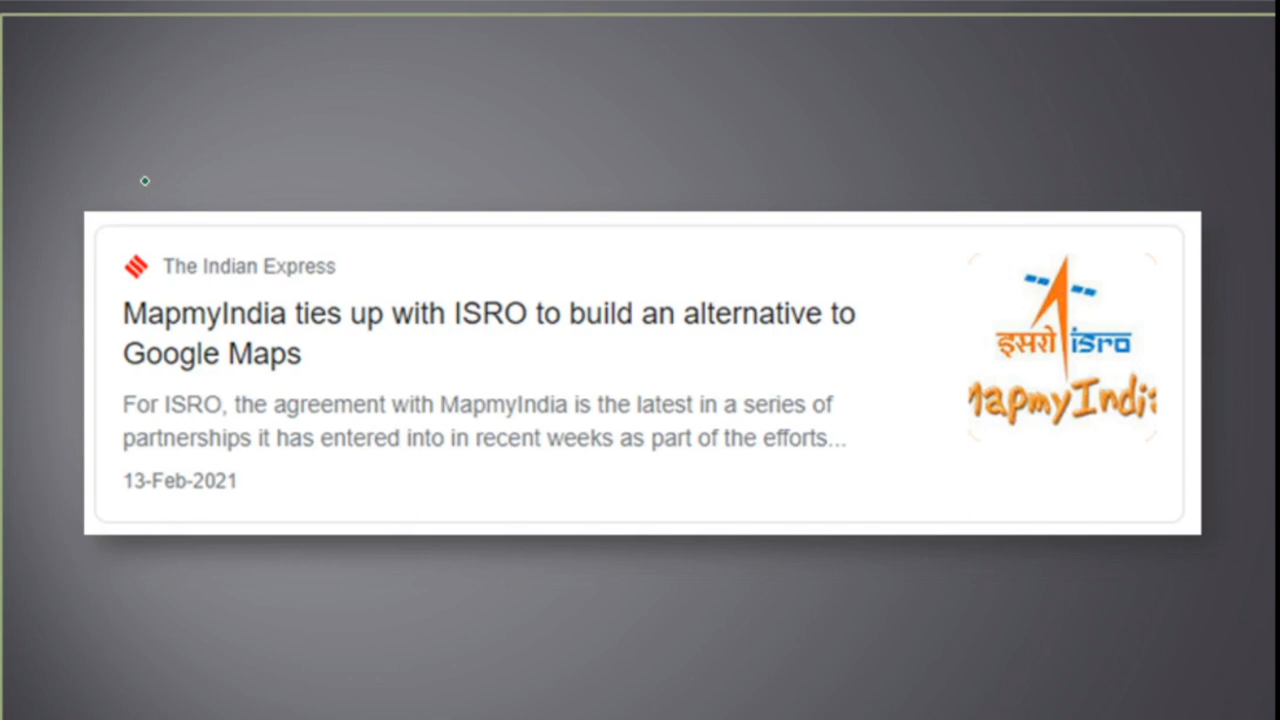 The Indian Express
MapmyIndia ties up with ISRO to build an alternative to
Google Maps
For ISRO, the agreement with MapmyIndia is the latest in a series of
partnerships it has entered into in recent weeks as part of the efforts...
13-Feb-2021
इसरो isro
MapmyIndia